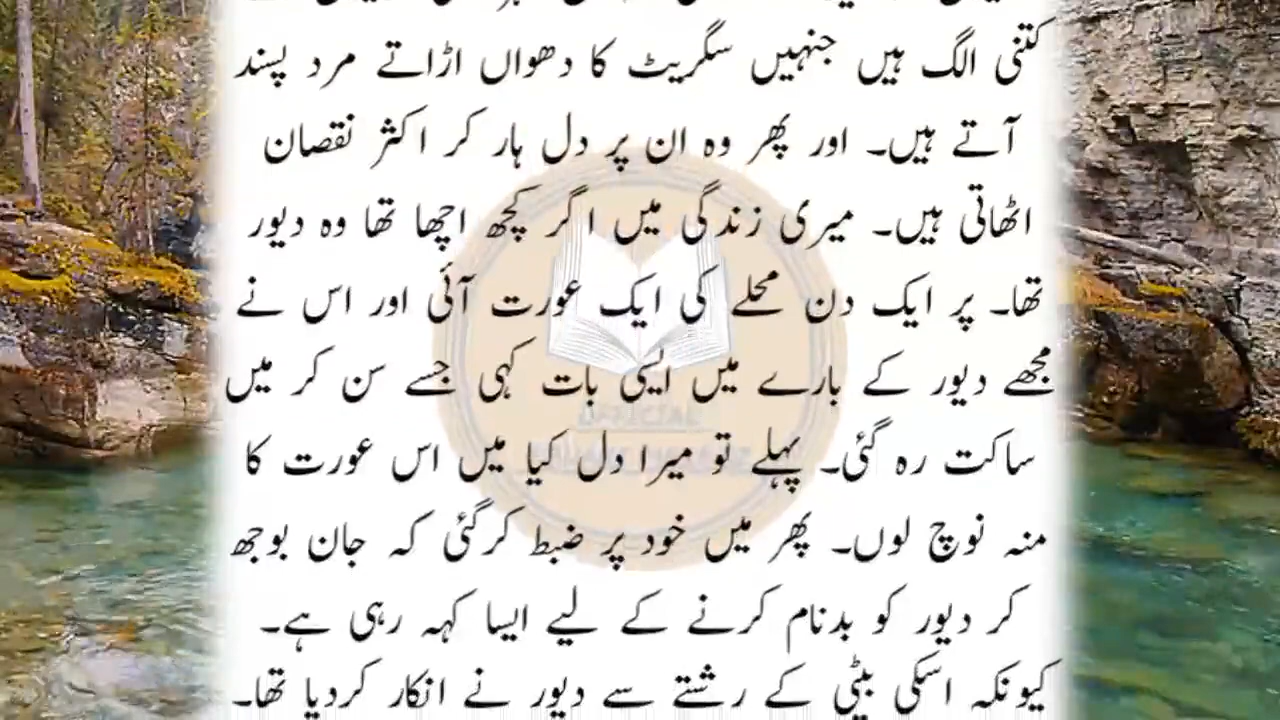 کتنی الگ ہیں جنہیں سگریٹ کا دھواں اڑاتے مرد پسند
آتے ہیں۔ اور پھر وہ ان پر دل ہار کر اکثر نقصان
اٹھاتی ہیں۔ میری زندگی میں اگر کچھ اچھا تھا وہ دیور
تھا۔ پر ایک دن محلے کی ایک عورت آئی اور اس نے
مجھے دیور کے بارے میں ایسی بات کہی جسے سن کر میں
ساکت رہ گئی۔ پہلے تو میرا دل کیا میں اس عورت کا
منہ نوچ لوں۔ پھر میں خود پر ضبط کرگئی کہ جان بوجھ
کر دیور کو بدنام کرنے کے لیے ایسا کہہ رہی ہے۔
کیونکہ اسکی بیٹی کے رشتے سے دیور نے انکار کردیا تھا۔
OFFICIAL